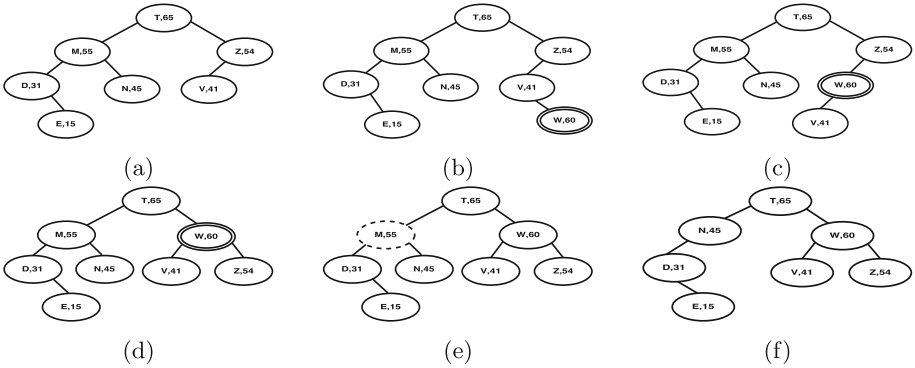 T,65
M,55 Z,54
D,31 N,45 V,41
E,15
(a)
T,65
M,55 Z,54
D,31 N,45 V,41
E,15 W,60
(b)
T,65
M,55 Z,54
D,31 N,45 W,60
E,15 V,41
(c)
T,65
M,55 W,60
D,31 N,45 V,41 Z,54
E,15
(d)
T,65
M,55 W,60
D,31 N,45 V,41 Z,54
E,15
(e)
T,65
N,45 W,60
D,31 V,41 Z,54
E,15
(f)